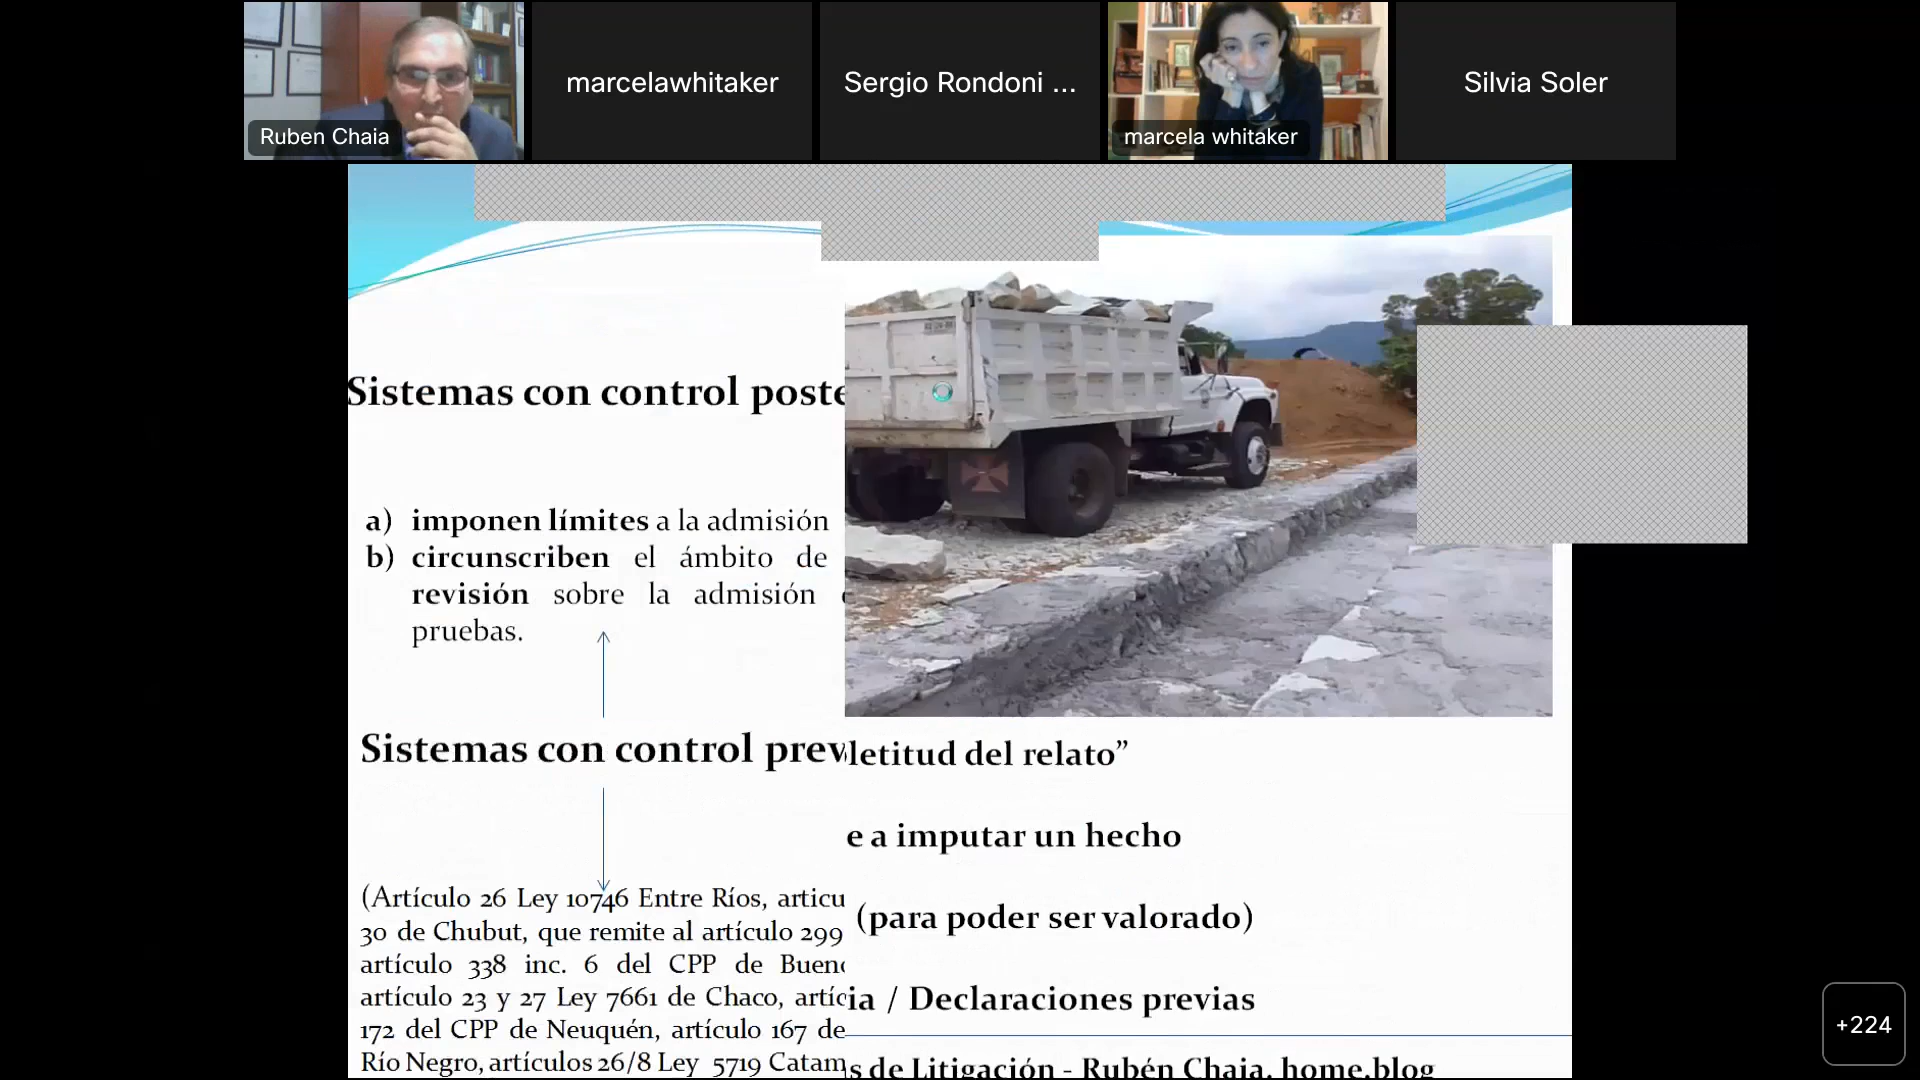 Ruben Chaia
marcelawhitaker
Sergio Rondoni ...
marcela whitaker
Silvia Soler
Sistemas con control poste
a) imponen límites a la admisión
b) circunscriben el ámbito de
revisión sobre la admisión
pruebas.
Sistemas con control prev
letitud del relato”
e a imputar un hecho
(para poder ser valorado)
(Artículo 26 Ley 10746 Entre Ríos, articu
30 de Chubut, que remite al artículo 299
artículo 338 inc. 6 del CPP de Buen
artículo 23 y 27 Ley 7661 de Chaco, artíc
172 del CPP de Neuquén, artículo 167 de
Río Negro, artículos 26/8 Ley 5719 Catam
ia / Declaraciones previas
s de Litigación - Rubén Chaia. home.blog
+224